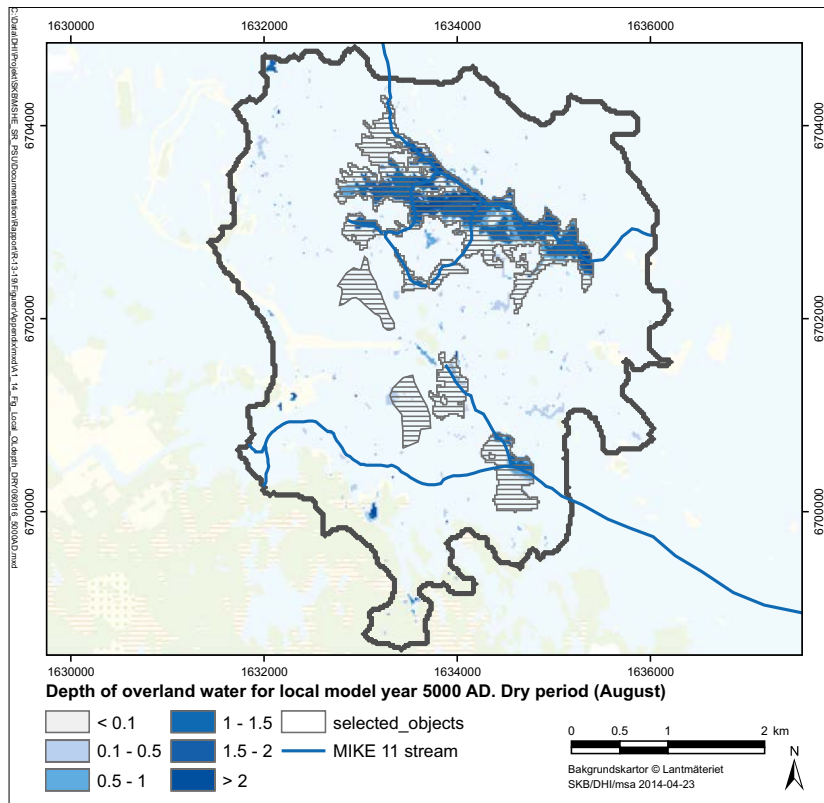 1630000 1632000 1634000 1636000
6704000 6704000
6702000 6702000
6700000 6700000
1630000 1632000 1634000 1636000
Depth of overland water for local model year 5000 AD. Dry period (August)
< 0.1 1 - 1.5 selected_objects
0.1 - 0.5 1.5 - 2 MIKE 11 stream
0.5 - 1 > 2
0 0.5 1 2 km
Bakgrundskartor © Lantmäteriet
SKB/DHI/msa 2014-04-23
N